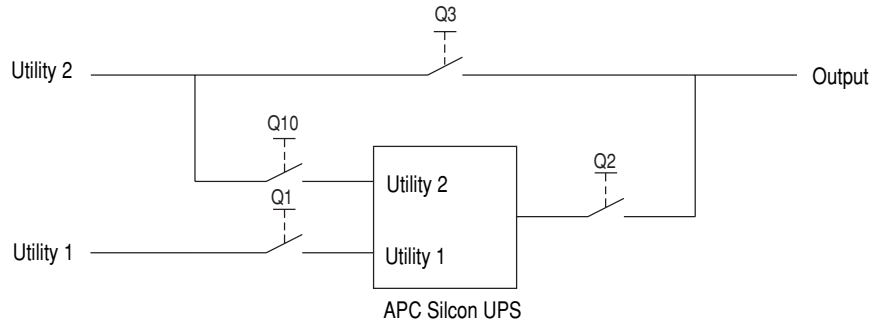 Q3
Utility 2
Output
Q10
Q2
Utility 2
Q1
Utility 1
Utility 1
APC Silcon UPS